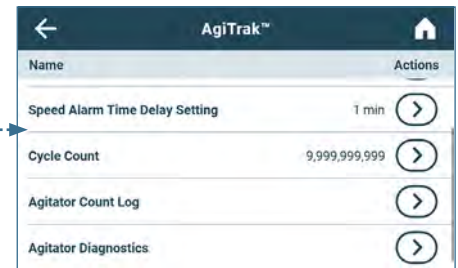 AgiTrak™
Name Actions
Speed Alarm Time Delay Setting 1 min
Cycle Count 9,999,999,999
Agitator Count Log
Agitator Diagnostics